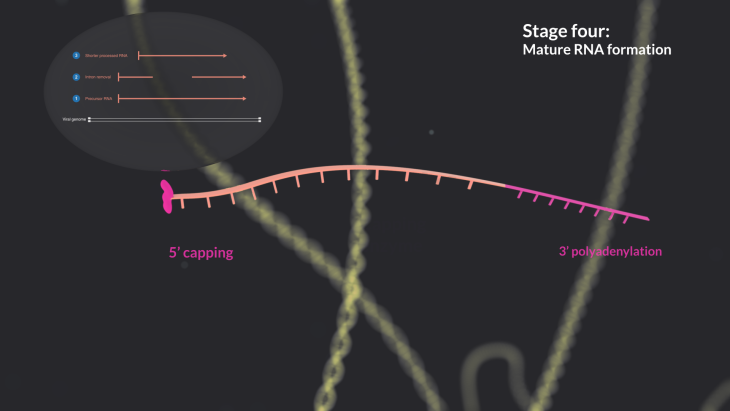 Stage four:
Mature RNA formation
3 Shorter processed RNA
2 Intron removal
1 Precursor RNA
Viral genome
5' capping
3' polyadenylation